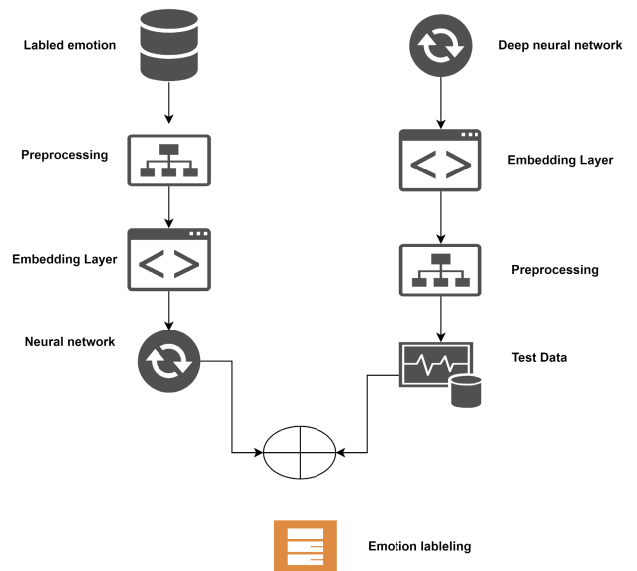 Labled emotion
Deep neural network
Preprocessing
Embedding Layer
Embedding Layer
Preprocessing
Neural network
Test Data
Emotion lableling